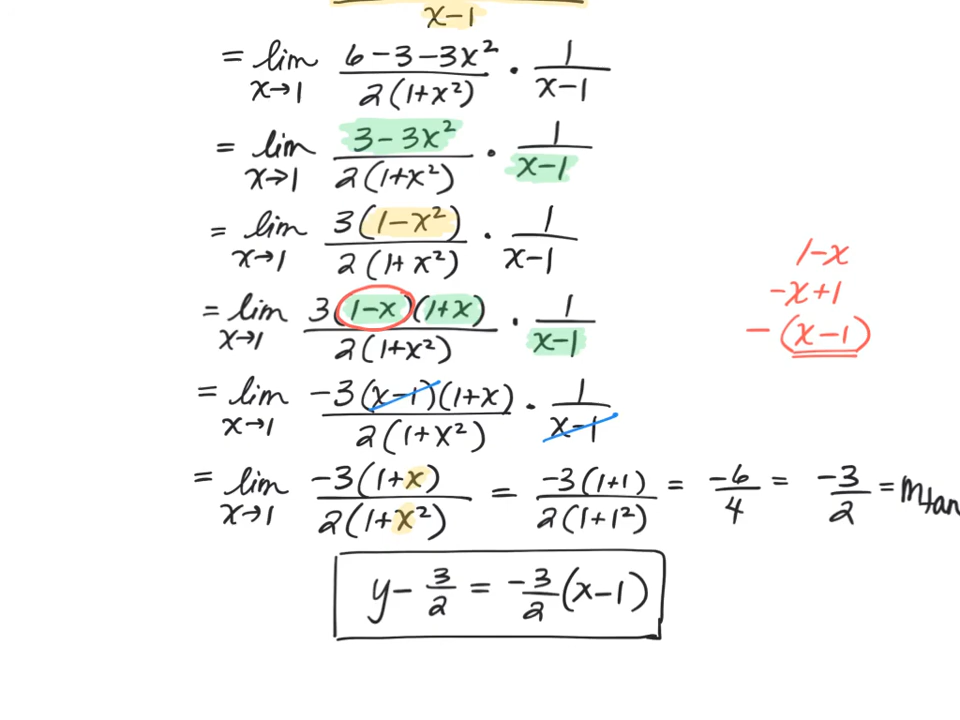 x-1
= lim x→1 6-3-3x² / 2(1+x²) · 1 / x-1
= lim x→1 3-3x² / 2(1+x²) · 1 / x-1
= lim x→1 3(1-x²) / 2(1+x²) · 1 / x-1
1-x
-x+1
-(x-1)
= lim x→1 3(1-x)(1+x) / 2(1+x²) · 1 / x-1
= lim x→1 -3(x-1)(1+x) / 2(1+x²) · 1 / x-1
= lim x→1 -3(1+x) / 2(1+x²) = -3(1+1) / 2(1+1²) = -6 / 4 = -3 / 2 = mtan
y - 3/2 = -3/2 (x-1)